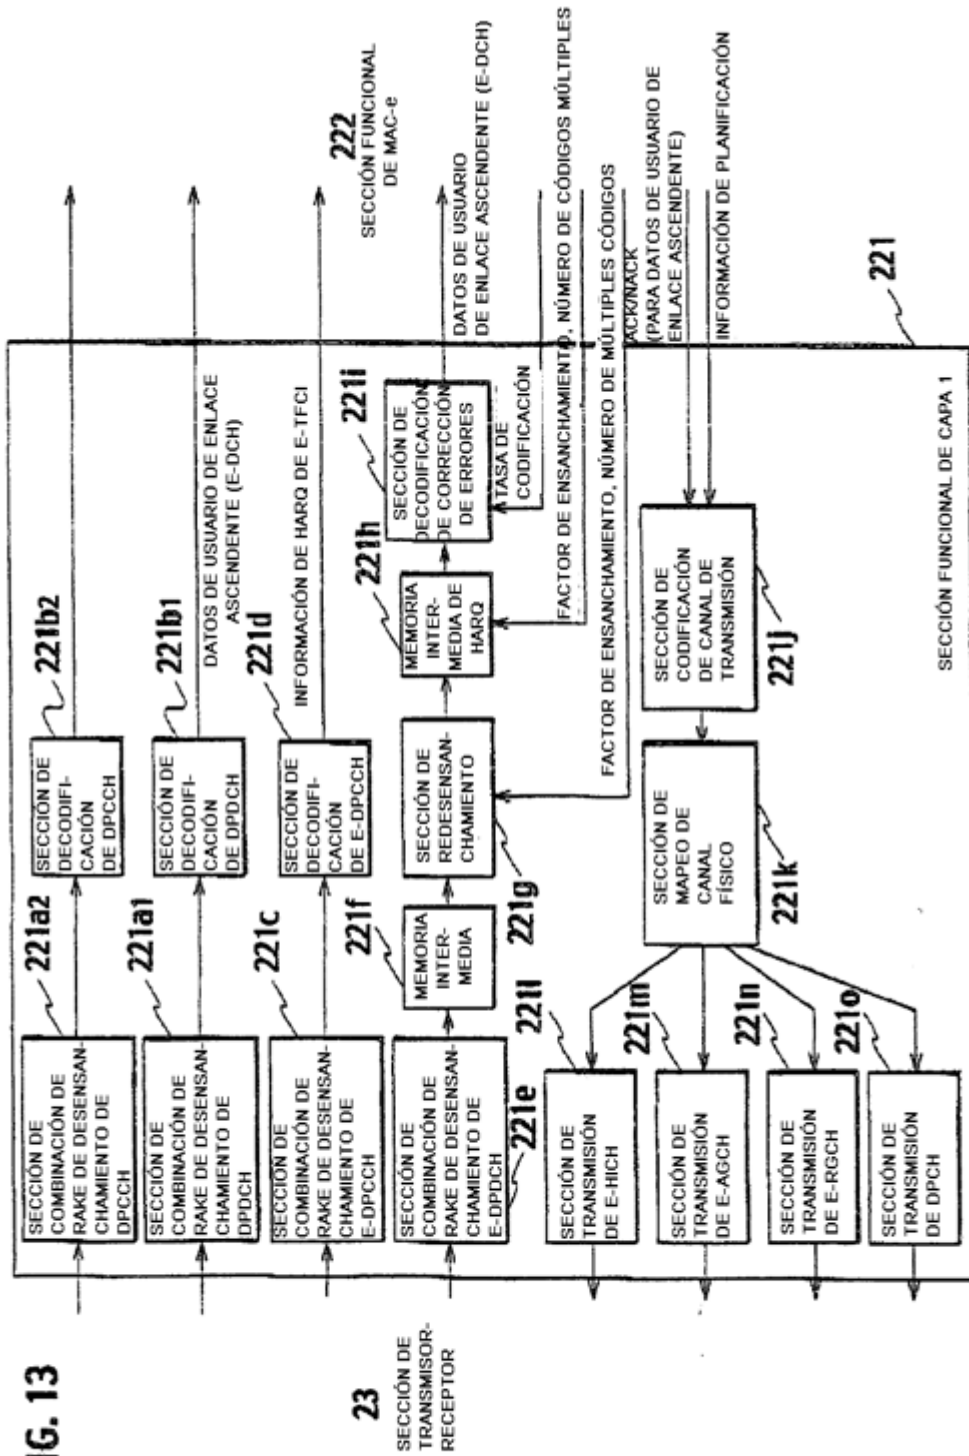 IG. 13
23
SECCIÓN DE
TRANSMISOR-
RECEPTOR
SECCIÓN DE
COMBINACIÓN DE
RAKE DE DESENSAN-
CHAMIENTO DE
DPCCH
221a2
SECCIÓN DE
DECODIFI-
CACIÓN
DE DPCCH
221b2
SECCIÓN DE
COMBINACIÓN DE
RAKE DE DESENSAN-
CHAMIENTO DE
DPDCH
221a1
SECCIÓN DE
DECODIFI-
CACIÓN
DE DPDCH
221b1
DATOS DE USUARIO DE ENLACE
ASCENDENTE (E-DCH)
SECCIÓN DE
COMBINACIÓN DE
RAKE DE DESENSAN-
CHAMIENTO DE
E-DPCCH
221c
SECCIÓN DE
DECODIFI-
CACIÓN
DE E-DPCCH
221d
INFORMACIÓN DE HARQ DE E-TFCI
222
SECCIÓN FUNCIONAL
DE MAC-e
SECCIÓN DE
COMBINACIÓN DE
RAKE DE DESENSAN-
CHAMIENTO DE
E-DPDCH
221e
MEMORIA
INTER-
MEDIA
221f
SECCIÓN DE
REDESENSAN-
CHAMIENTO
221g
MEMORIA
INTER-
MEDIA DE
HARQ
221h
SECCIÓN DE
DECODIFICACIÓN
DE CORRECCIÓN
DE ERRORES
221i
DATOS DE USUARIO
DE ENLACE ASCENDENTE (E-DCH)
TASA DE
CODIFICACIÓN
FACTOR DE ENSANCHAMIENTO, NÚMERO DE CÓDIGOS MÚLTIPLES
FACTOR DE ENSANCHAMIENTO, NÚMERO DE MÚLTIPLES CÓDIGOS
ACK/NACK
(PARA DATOS DE USUARIO DE
ENLACE ASCENDENTE)
INFORMACIÓN DE PLANIFICACIÓN
SECCIÓN DE
CODIFICACIÓN
DE CANAL DE
TRANSMISIÓN
221j
SECCIÓN DE
MAPEO DE
CANAL
FÍSICO
221k
SECCIÓN DE
TRANSMISIÓN
DE E-HICH
221l
SECCIÓN DE
TRANSMISIÓN
DE E-AGCH
221m
SECCIÓN DE
TRANSMISIÓN
DE E-RGCH
221n
SECCIÓN DE
TRANSMISIÓN
DE DPCH
221o
221
SECCIÓN FUNCIONAL DE CAPA 1